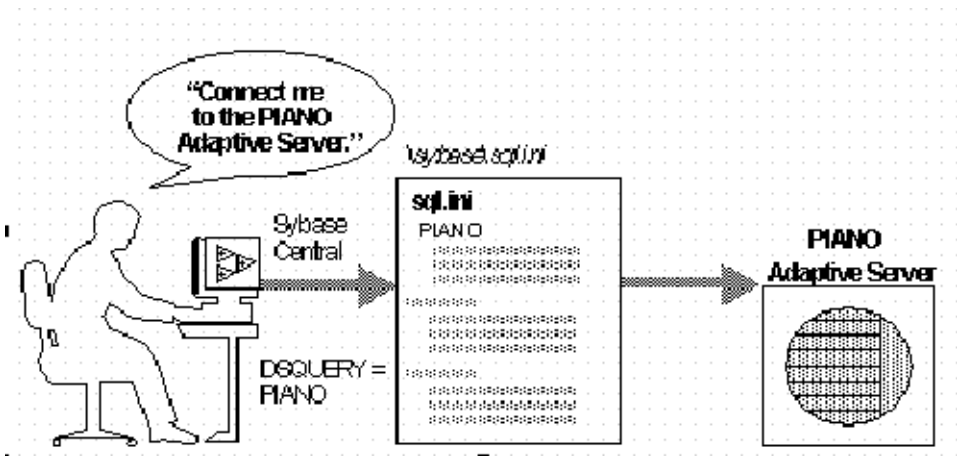 “Connect me
to the PIANO
Adaptive Server.”
\sybase\sql.ini
sql.ini
PIANO
Sybase
Central
DSQUERY =
PIANO
PIANO
Adaptive Server